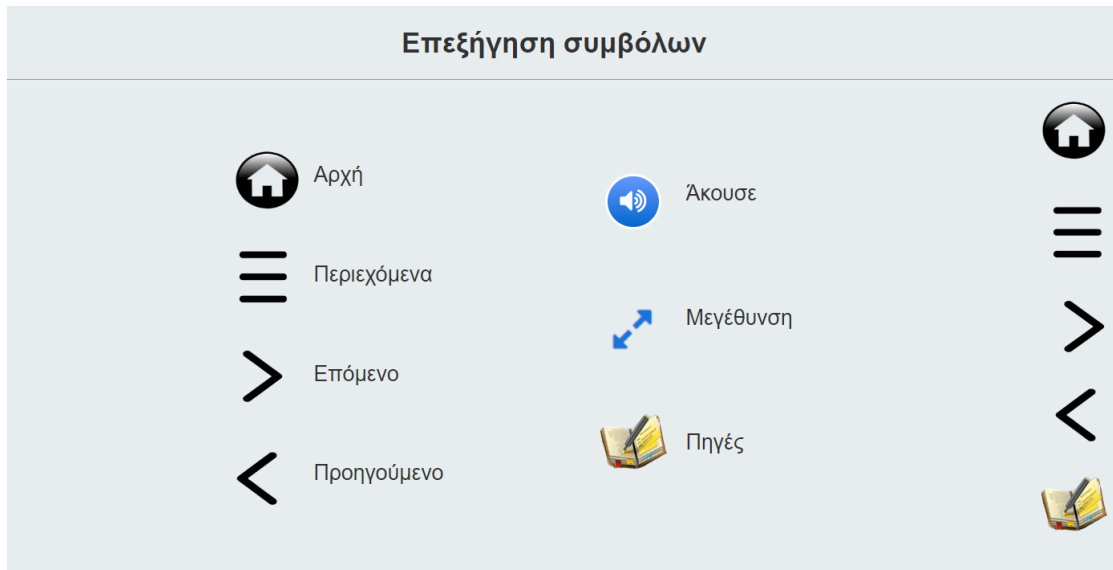 Επεξήγηση συμβόλων
Αρχή
Περιεχόμενα
Επόμενο
Προηγούμενο
Άκουσε
Μεγέθυνση
Πηγές